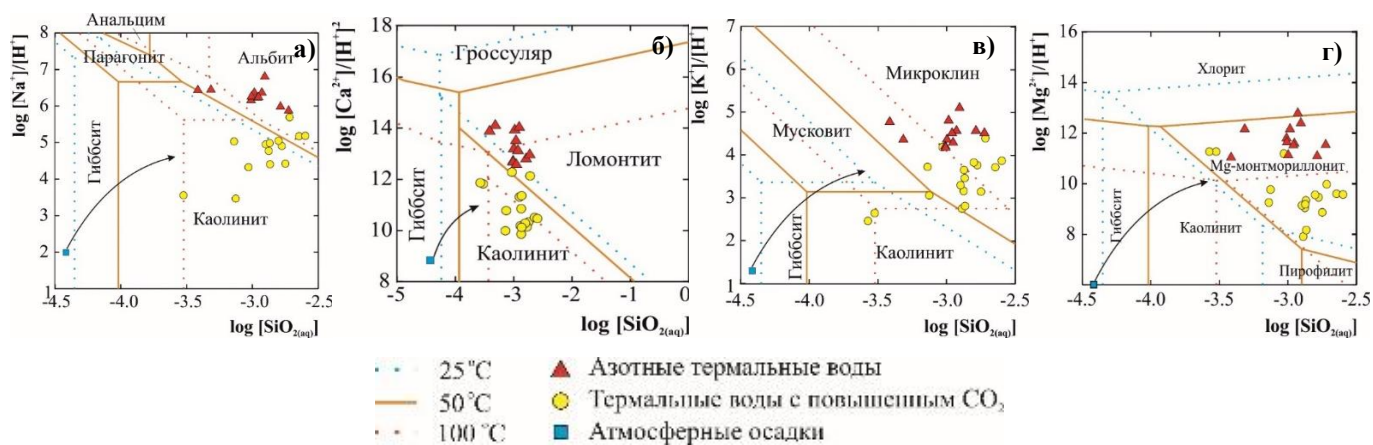 а)
Анальцим
Парагонит
Альбит
Гиббсит
Каолинит
log [Na⁺]/[H⁺]
8
7
6
5
4
3
2
1
-4.5 -4.0 -3.5 -3.0 -2.5
log [SiO2(aq)]
б)
Гроссуляр
Ломонтит
Гиббсит
Каолинит
log [Ca²⁺]/[H⁺]²
18
16
14
12
10
8
-5 -4 -3 -2 -1 0
log [SiO2(aq)]
в)
Микроклин
Мусковит
Гиббсит
Каолинит
log [K⁺]/[H⁺]
7
6
5
4
3
2
1
-4.5 -4.0 -3.5 -3.0 -2.5
log [SiO2(aq)]
г)
Хлорит
Mg-монтмориллонит
Гиббсит
Каолинит
Пирофидит
log [Mg²⁺]/[H⁺]
16
14
12
10
8
-4.5 -4.0 -3.5 -3.0 -2.5
log [SiO2(aq)]
25°C
50°C
100°C
Азотные термальные воды
Термальные воды с повышенным CO₂
Атмосферные осадки